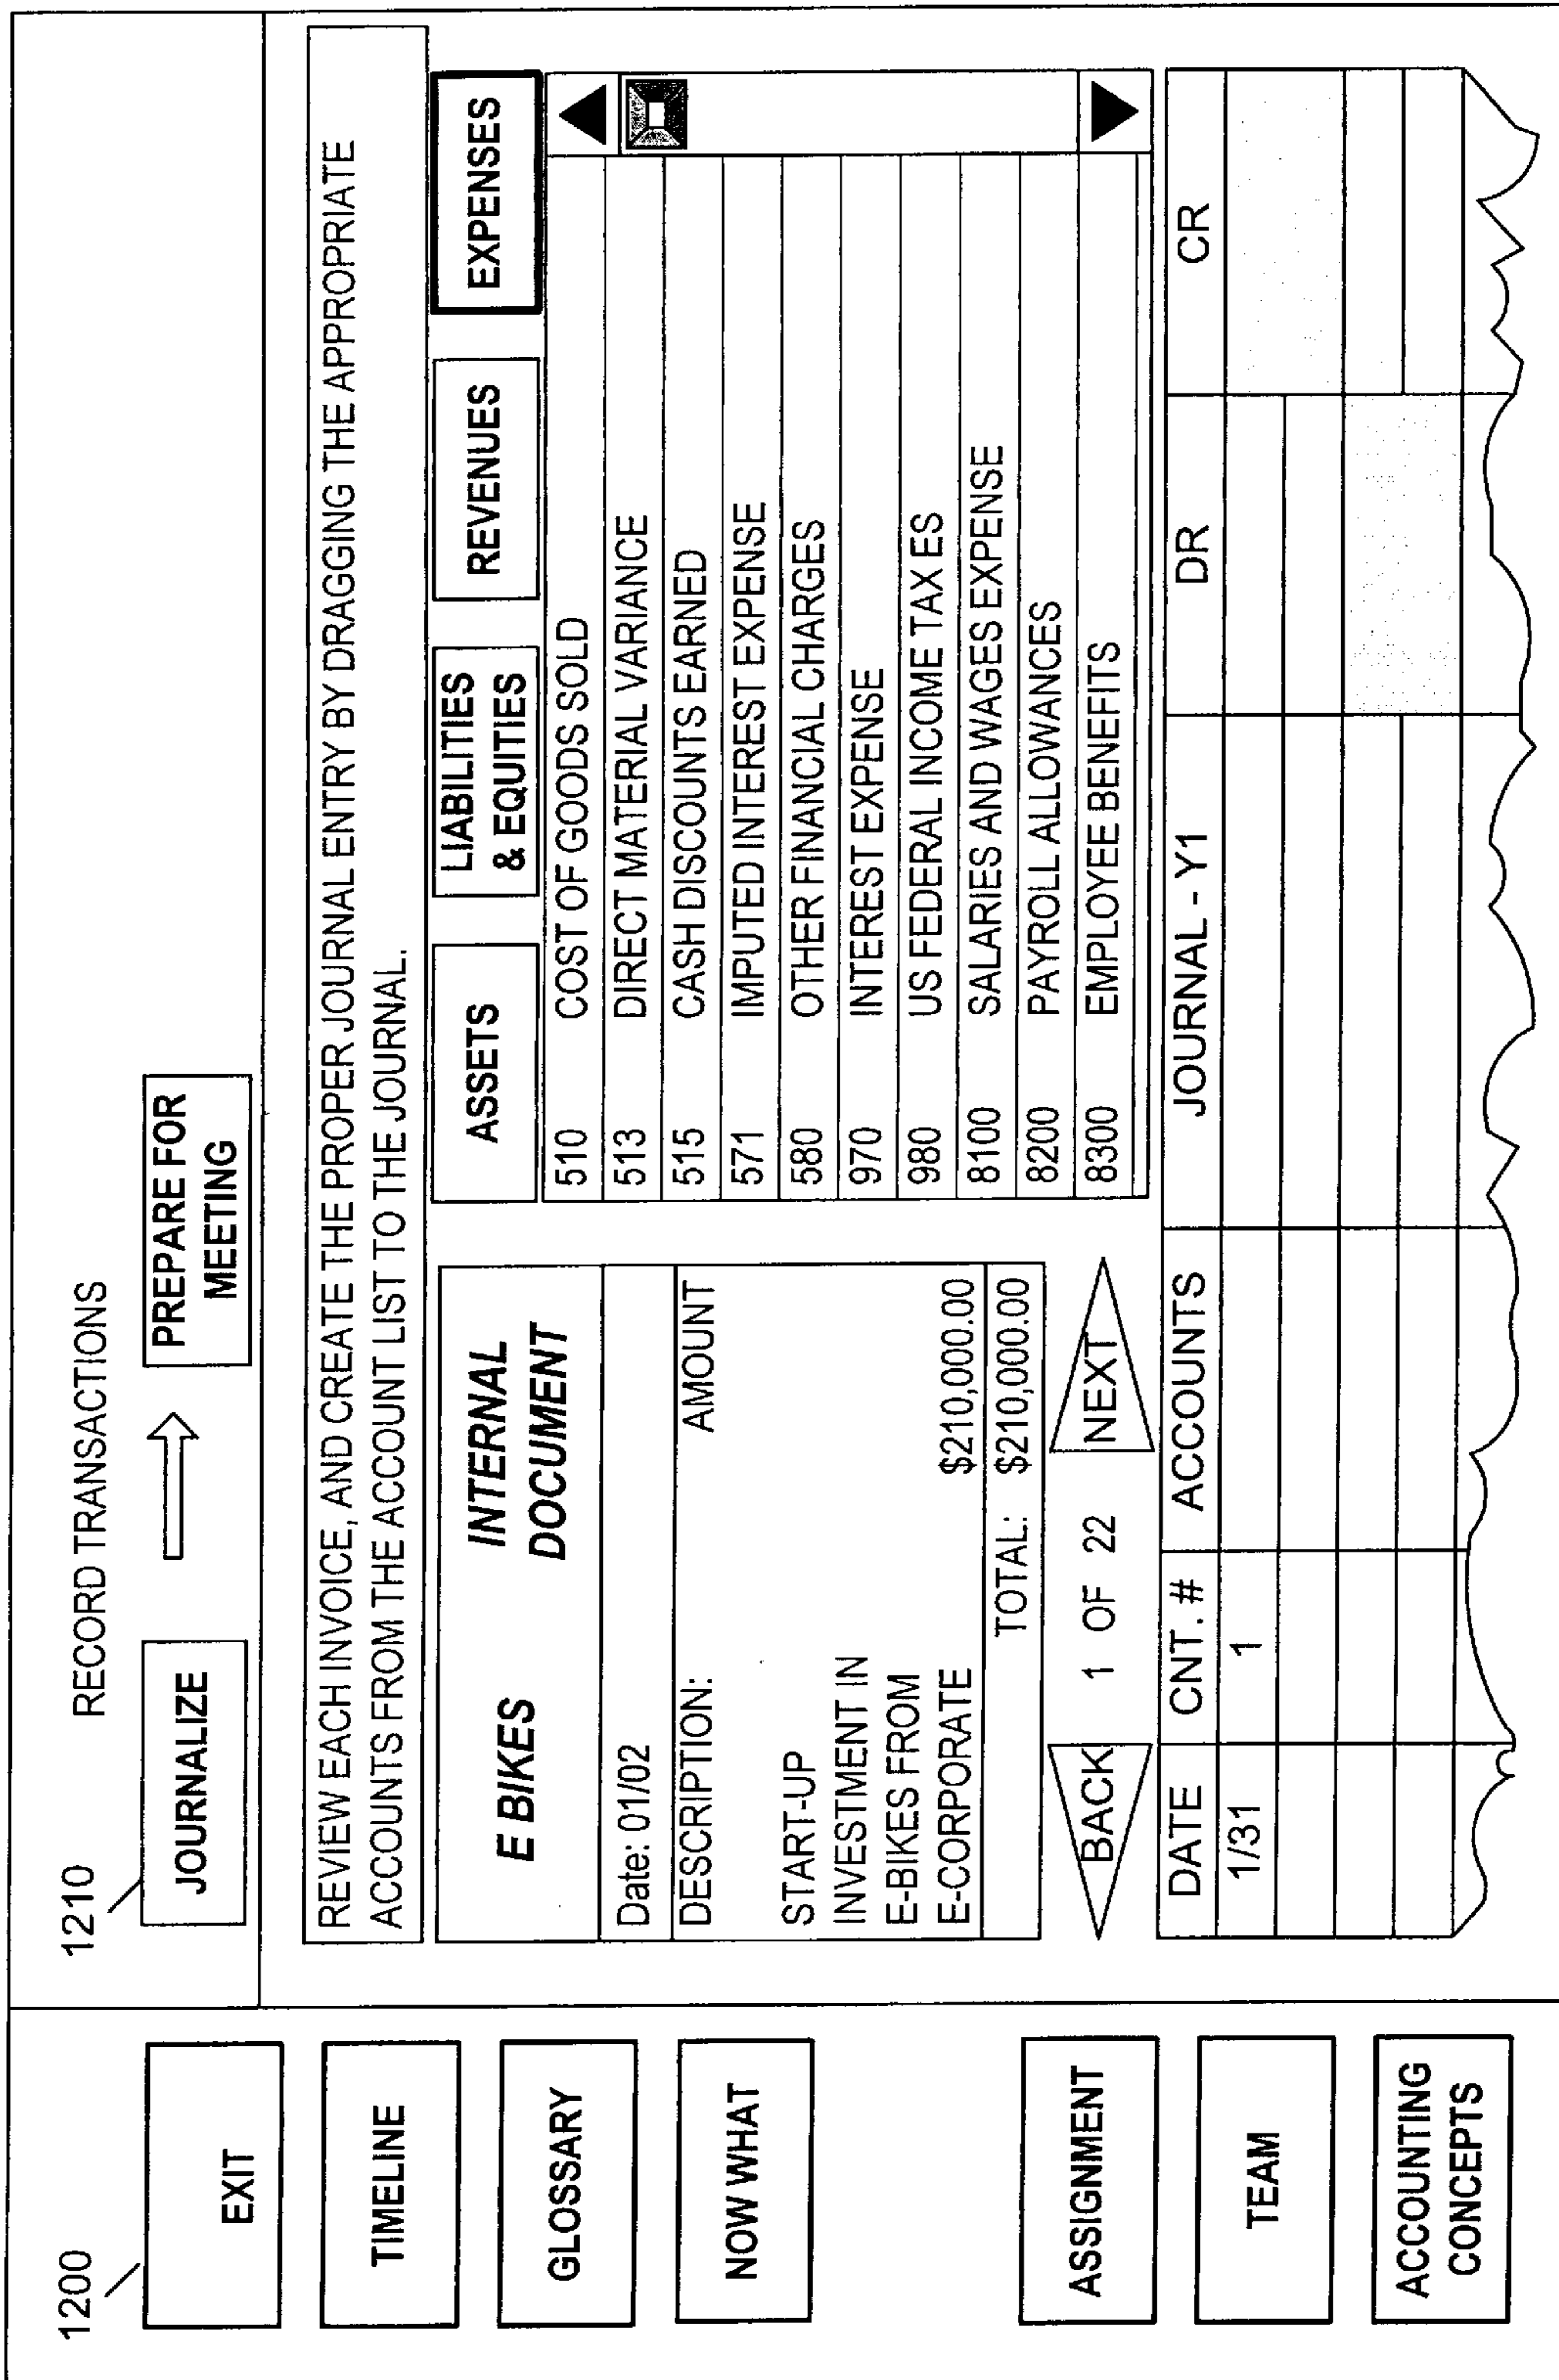 1200
EXIT
TIMELINE
GLOSSARY
NOW WHAT
ASSIGNMENT
TEAM
ACCOUNTING
CONCEPTS
1210
RECORD TRANSACTIONS
JOURNALIZE
PREPARE FOR
MEETING
REVIEW EACH INVOICE, AND CREATE THE PROPER JOURNAL ENTRY BY DRAGGING THE APPROPRIATE
ACCOUNTS FROM THE ACCOUNT LIST TO THE JOURNAL.
E BIKES INTERNAL
DOCUMENT
Date: 01/02
DESCRIPTION: AMOUNT
START-UP
INVESTMENT IN
E-BIKES FROM
E-CORPORATE $210,000.00
TOTAL: $210,000.00
BACK 1 OF 22 NEXT
ASSETS
LIABILITIES
& EQUITIES
REVENUES
EXPENSES
510 COST OF GOODS SOLD
513 DIRECT MATERIAL VARIANCE
515 CASH DISCOUNTS EARNED
571 IMPUTED INTEREST EXPENSE
580 OTHER FINANCIAL CHARGES
970 INTEREST EXPENSE
980 US FEDERAL INCOME TAX ES
8100 SALARIES AND WAGES EXPENSE
8200 PAYROLL ALLOWANCES
8300 EMPLOYEE BENEFITS
DATE CNT. # ACCOUNTS JOURNAL - Y1 DR CR
1/31 1